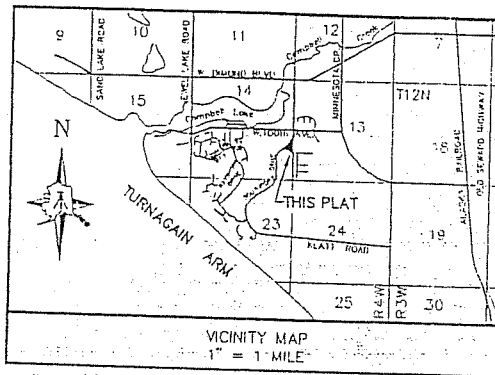 10
11
12
Campbell Creek
7
SAND LAKE ROAD
JEWEL LAKE ROAD
W. DIMOND BLVD
MINNESOTA DR.
15
14
T12N
Campbell Lake
W. 100TH AVE.
13
ALASKA RAILROAD
OLD SEWARD HIGHWAY
N
THIS PLAT
TURNAGAIN ARM
23
24
19
KLATT ROAD
25
R4W
R3W
30
VICINITY MAP
1" = 1 MILE